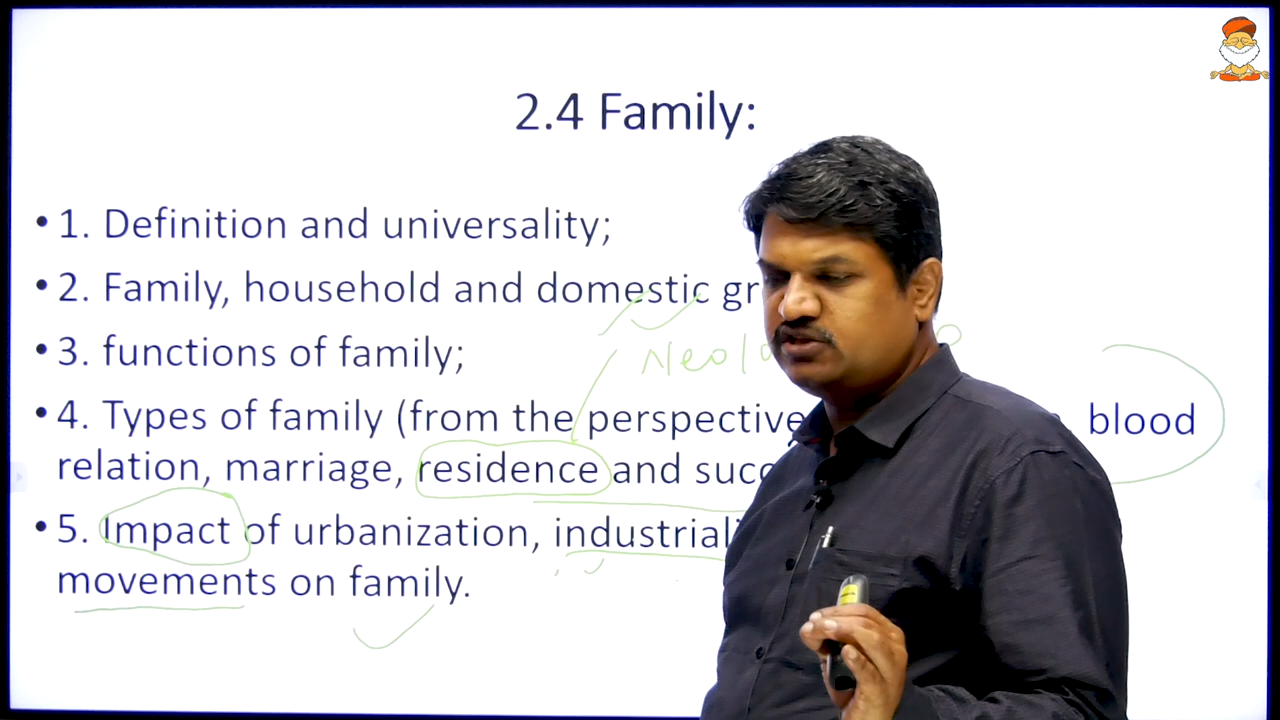 2.4 Family:
• 1. Definition and universality;
• 2. Family, household and domestic gr
• 3. functions of family;
• 4. Types of family (from the perspective blood
relation, marriage, residence and succ
• 5. Impact of urbanization, industriali
movements on family.